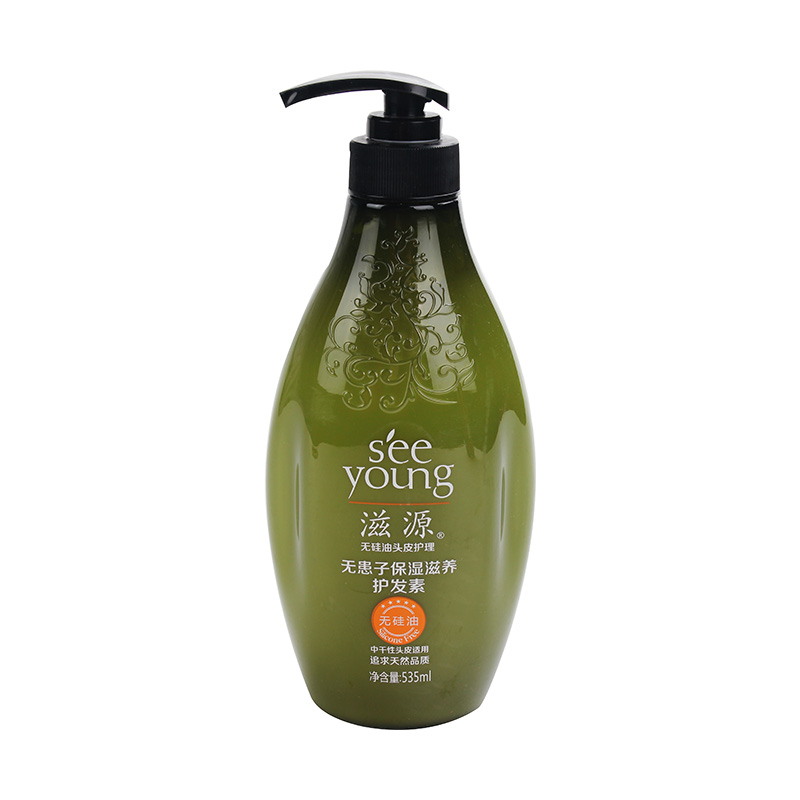 see
young
滋源®
无硅油头皮护理
无患子保湿滋养
护发素
无硅油
Silicone Free
中干性头皮适用
追求天然品质
净含量:535ml